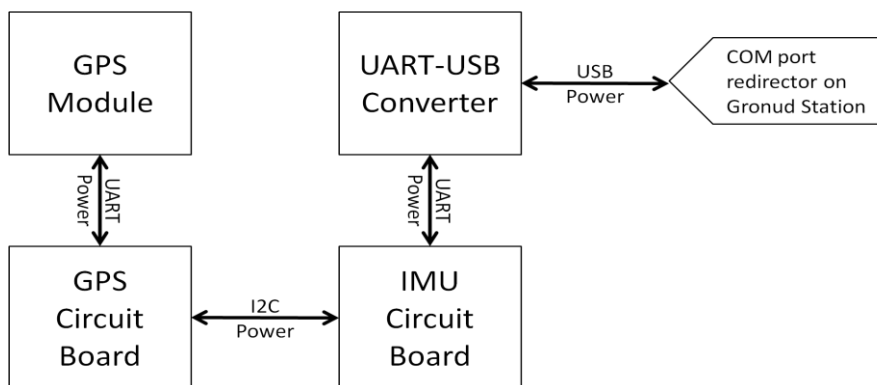 GPS
Module
UART-USB
Converter
USB
Power
COM port
redirector on
Gronud Station
UART
Power
UART
Power
GPS
Circuit
Board
I2C
Power
IMU
Circuit
Board